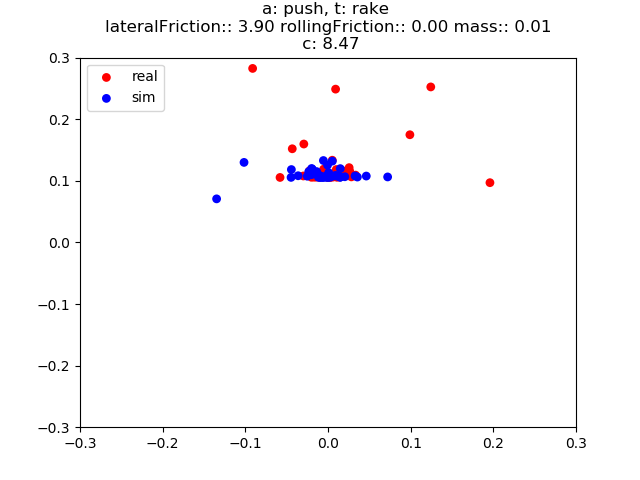 a: push, t: rake
lateralFriction:: 3.90 rollingFriction:: 0.00 mass:: 0.01
c: 8.47
real
sim
0.3
0.2
0.1
0.0
−0.1
−0.2
−0.3
−0.3
−0.2
−0.1
0.0
0.1
0.2
0.3